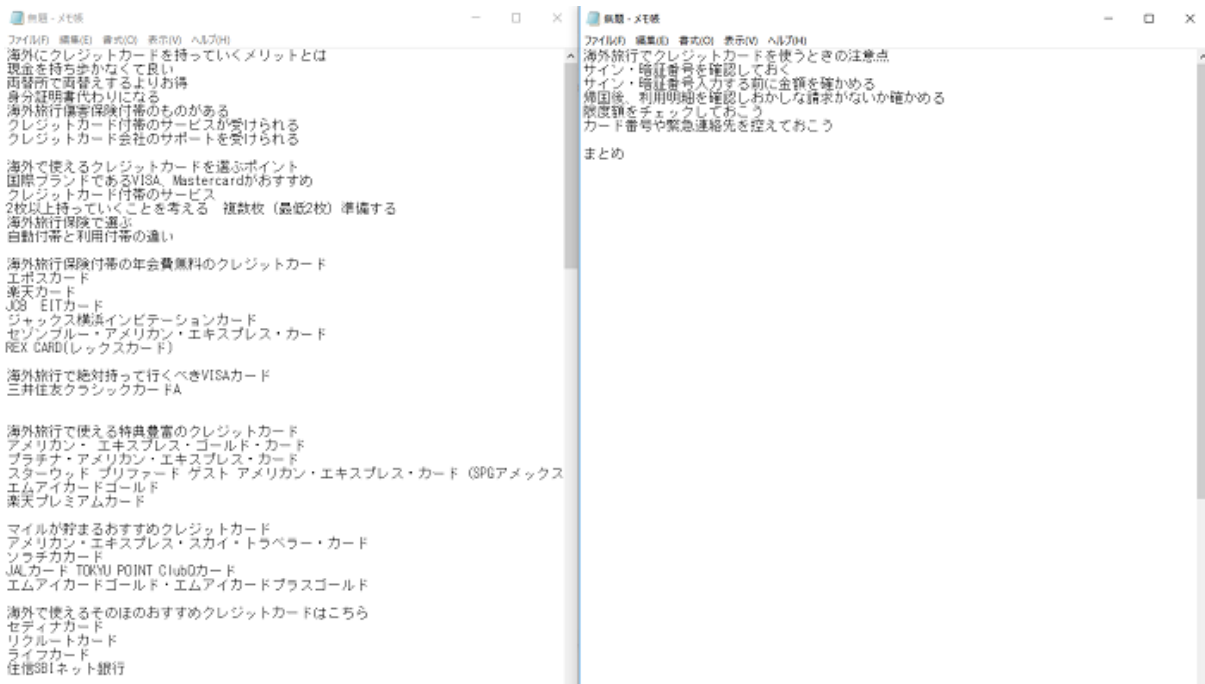 無題 - メモ帳
ファイル(F) 編集(E) 書式(O) 表示(V) ヘルプ(H)
海外にクレジットカードを持っていくメリットとは
現金を持ち歩かなくて良い
両替所で両替えするよりお得
身分証明書代わりになる
海外旅行傷害保険付帯のものがある
クレジットカード付帯のサービスが受けられる
クレジットカード会社のサポートを受けられる
海外で使えるクレジットカードを選ぶポイント
国際ブランドであるVISA、Mastercardがおすすめ
クレジットカード付帯のサービス
2枚以上持っていくことを考える 複数枚（最低2枚）準備する
海外旅行保険で選ぶ
自動付帯と利用付帯の違い
海外旅行保険付帯の年会費無料のクレジットカード
エポスカード
楽天カード
JCB EITカード
ジャックス横浜インビテーションカード
セゾンブルー・アメリカン・エキスプレス・カード
REX CARD(レックスカード)
海外旅行で絶対持って行くべきVISAカード
三井住友クラシックカードA
海外旅行で使える特典豊富のクレジットカード
アメリカン・ エキスプレス・ゴールド・カード
プラチナ・アメリカン・エキスプレス・カード
スターウッド プリファード ゲスト アメリカン・エキスプレス・カード（SPGアメックス
エムアイカードゴールド
楽天プレミアムカード
マイルが貯まるおすすめクレジットカード
アメリカン・エキスプレス・スカイ・トラベラー・カード
ソラチカカード
JALカード TOKYU POINT ClubQカード
エムアイカードゴールド・エムアイカードプラスゴールド
海外で使えるそのほのおすすめクレジットカードはこちら
セディナカード
リクルートカード
ライフカード
住信SBIネット銀行
無題 - メモ帳
ファイル(F) 編集(E) 書式(O) 表示(V) ヘルプ(H)
海外旅行でクレジットカードを使うときの注意点
サイン・暗証番号を確認しておく
サイン・暗証番号入力する前に金額を確かめる
帰国後、利用明細を確認しおかしな請求がないか確かめる
限度額をチェックしておこう
カード番号や緊急連絡先を控えておこう
まとめ